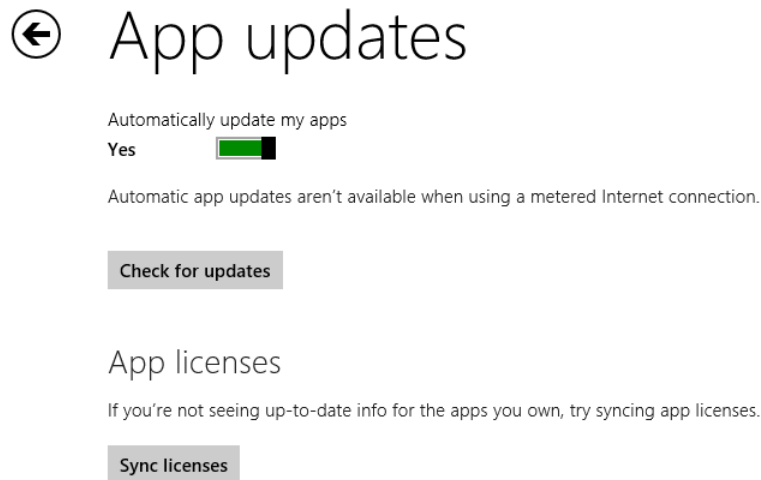 App updates
Automatically update my apps
Yes
Automatic app updates aren't available when using a metered Internet connection.
Check for updates
App licenses
If you're not seeing up-to-date info for the apps you own, try syncing app licenses.
Sync licenses